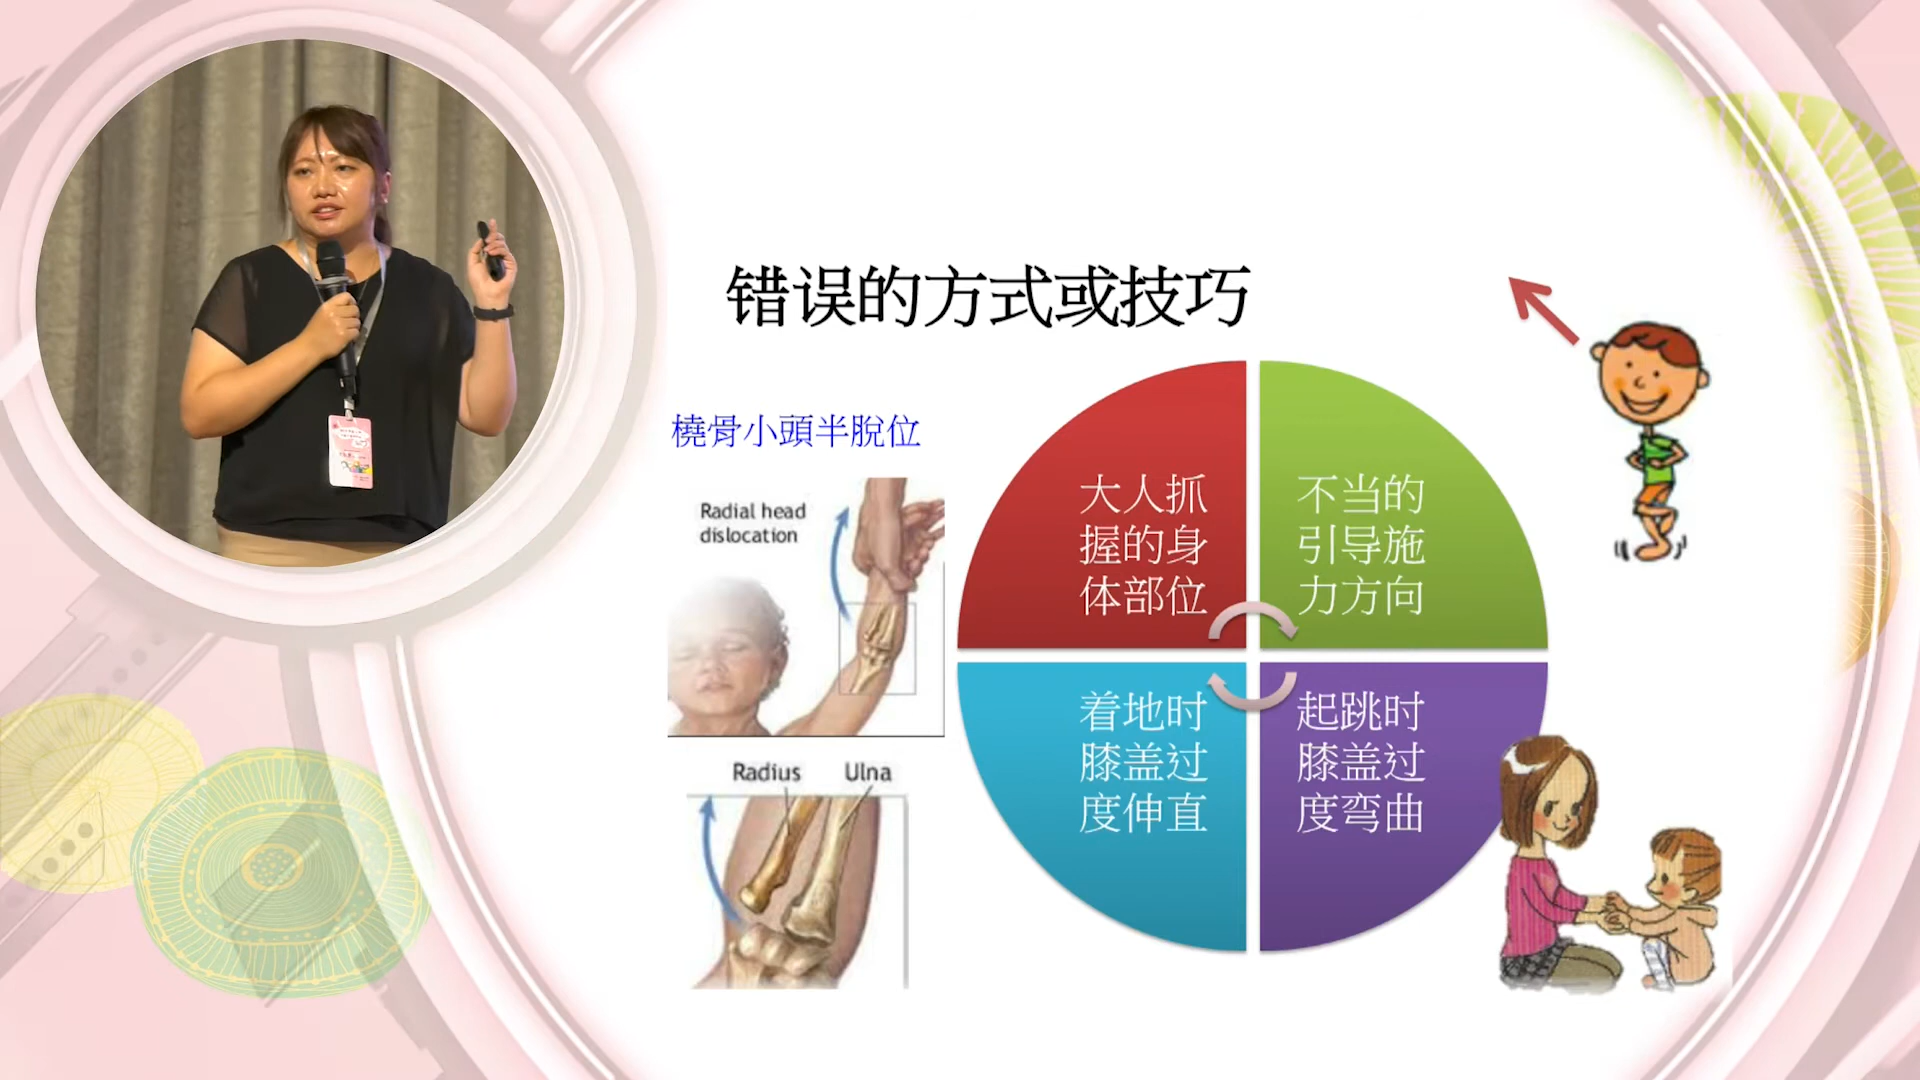 错误的方式或技巧
橈骨小頭半脫位
Radial head
dislocation
Radius
Ulna
大人抓
握的身
体部位
不当的
引导施
力方向
着地时
膝盖过
度伸直
起跳时
膝盖过
度弯曲